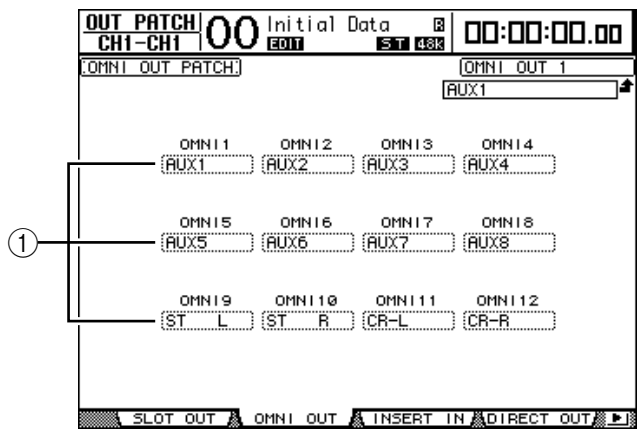 OUT PATCH
CH1-CH1
00
Initial Data
EDIT
R
ST 48K
00:00:00.00
OMNI OUT PATCH
OMNI OUT 1
AUX1
OMNI1 OMNI2 OMNI3 OMNI4
AUX1 AUX2 AUX3 AUX4
1
OMNI5 OMNI6 OMNI7 OMNI8
AUX5 AUX6 AUX7 AUX8
OMNI9 OMNI10 OMNI11 OMNI12
ST L ST R CR-L CR-R
SLOT OUT OMNI OUT INSERT IN DIRECT OUT